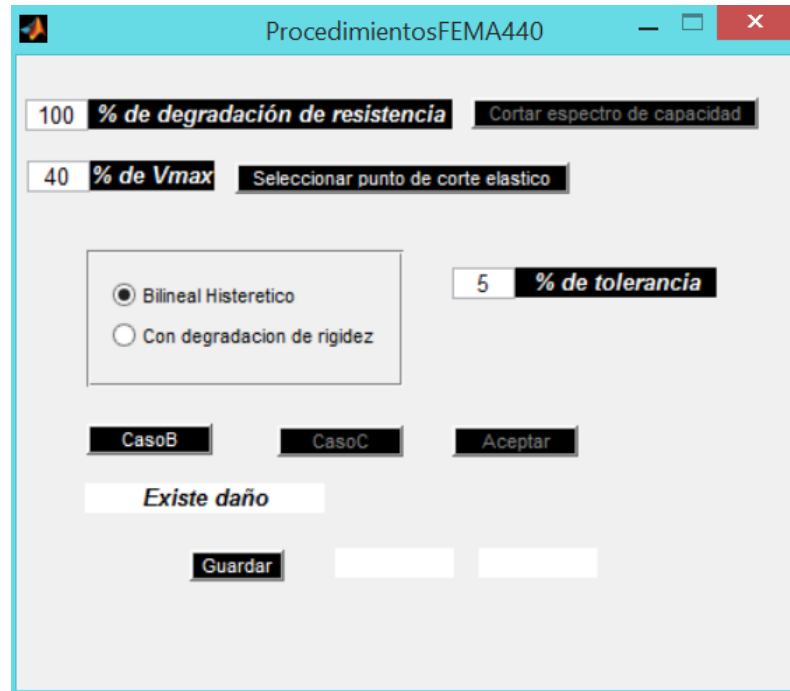 ProcedimientosFEMA440
100 % de degradación de resistencia Cortar espectro de capacidad
40 % de Vmax Seleccionar punto de corte elastico
Bilineal Histeretico
5 % de tolerancia
Con degradacion de rigidez
CasoB CasoC Aceptar
Existe daño
Guardar